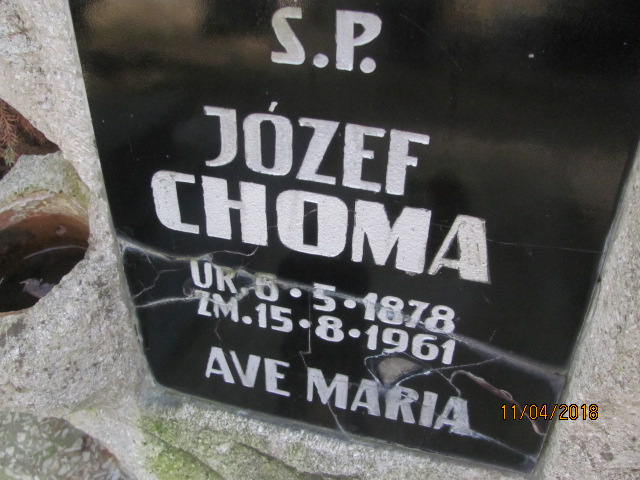 S.P.
JÓZEF
CHOMA
UR. 6.5.1878
ZM.15.8.1961
AVE MARIA
11/04/2018